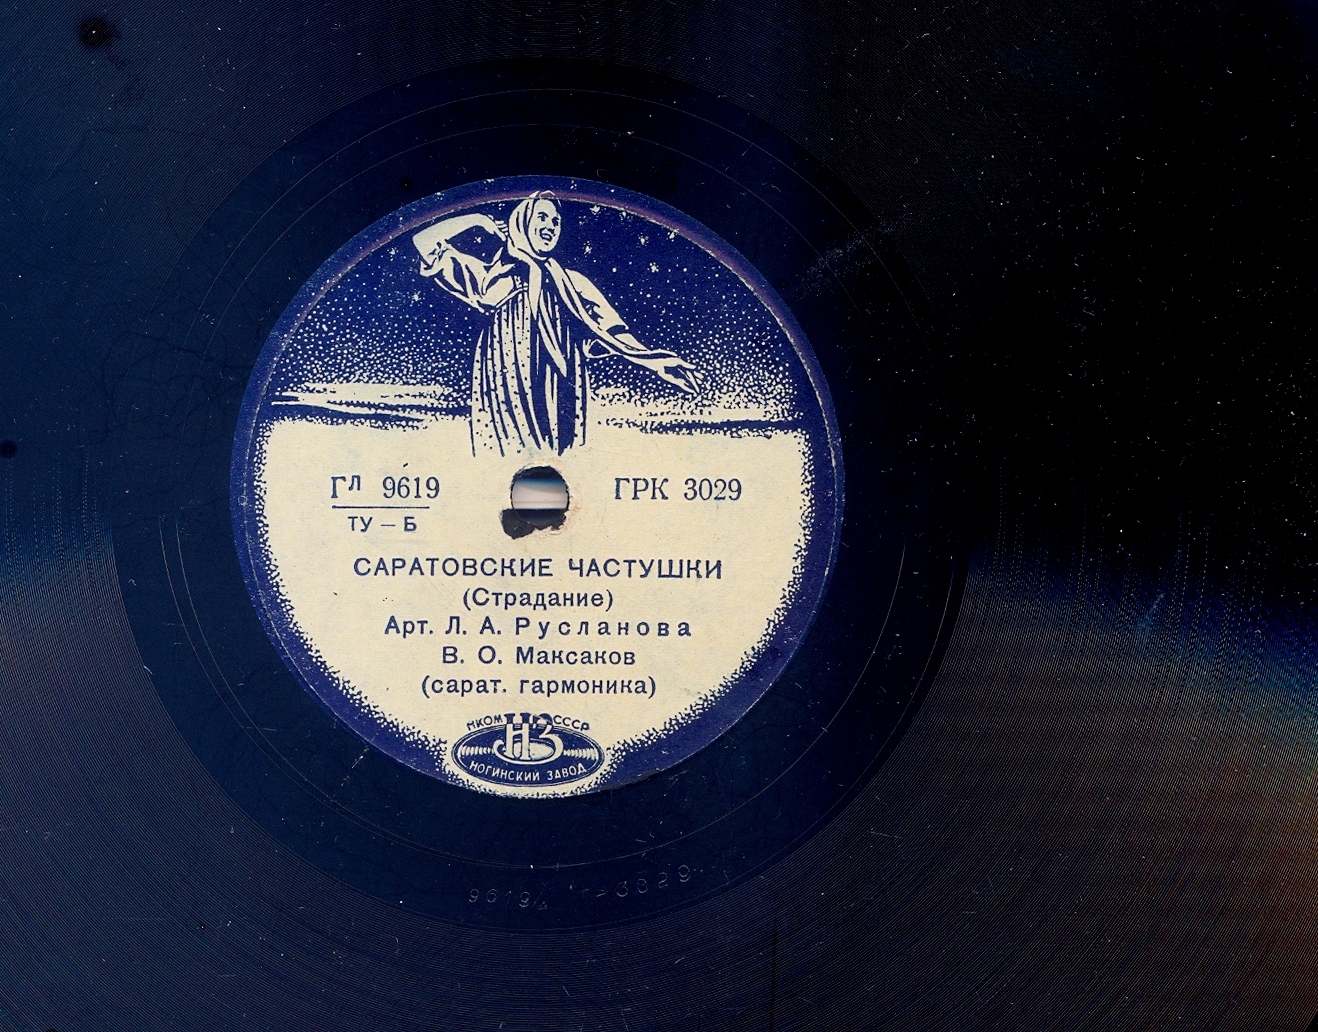 Гл 9619 ГРК 3029
ТУ – Б
САРАТОВСКИЕ ЧАСТУШКИ
(Страдание)
Арт. Л. А. Русланова
В. О. Максаков
(сарат. гармоника)
НКОМ СССР
НЗ
НОГИНСКИЙ ЗАВОД
9619 3029